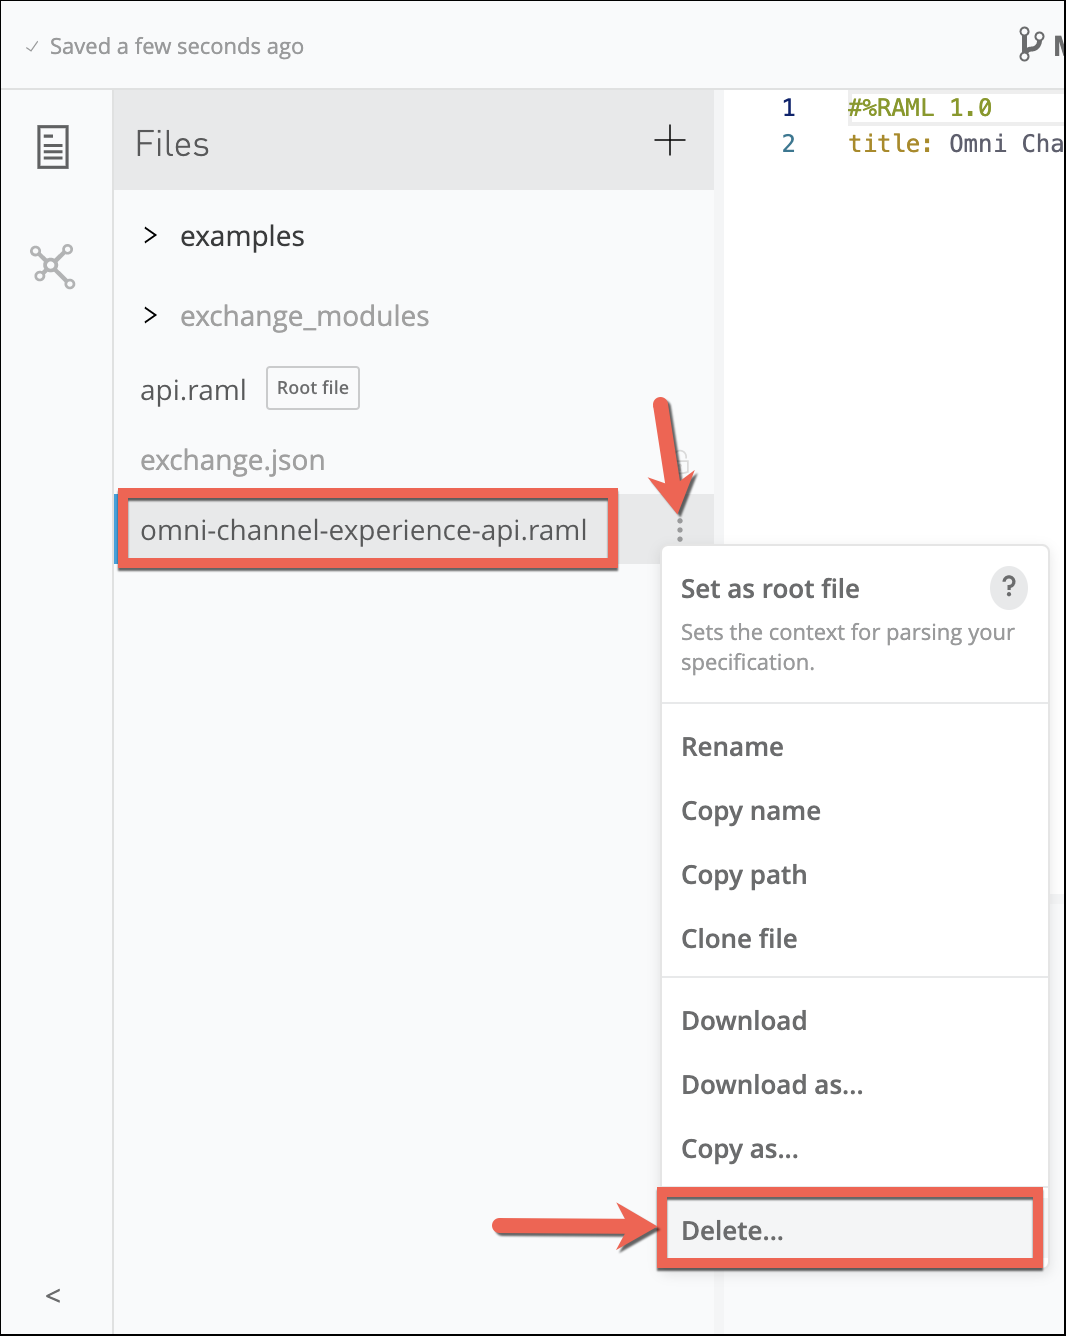 Saved a few seconds ago
Files
1 #%RAML 1.0
2 title: Omni Cha
examples
exchange_modules
api.raml Root file
exchange.json
omni-channel-experience-api.raml
Set as root file ?
Sets the context for parsing your
specification.
Rename
Copy name
Copy path
Clone file
Download
Download as...
Copy as...
Delete...